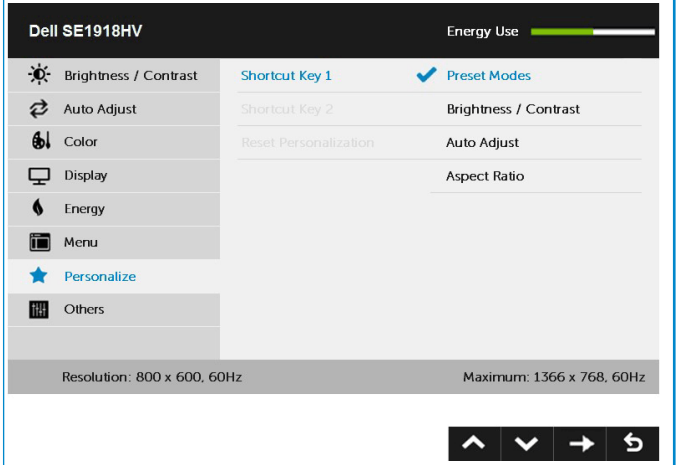 Dell SE1918HV
Energy Use
Brightness / Contrast
Shortcut Key 1
Preset Modes
Auto Adjust
Shortcut Key 2
Brightness / Contrast
Color
Reset Personalization
Auto Adjust
Display
Aspect Ratio
Energy
Menu
Personalize
Others
Resolution: 800 x 600, 60Hz
Maximum: 1366 x 768, 60Hz